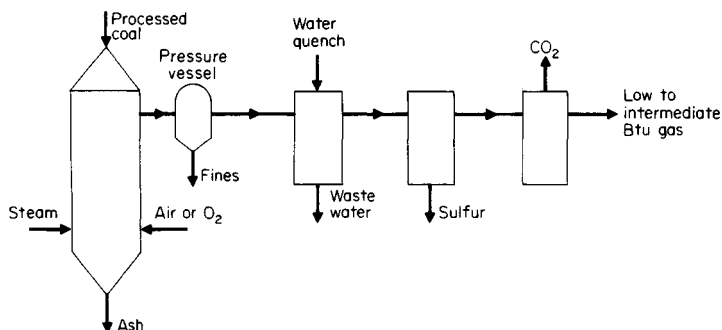 Processed
coal
Pressure
vessel
Water
quench
CO₂
Low to
intermediate
Btu gas
Fines
Steam
Air or O₂
Waste
water
Sulfur
Ash